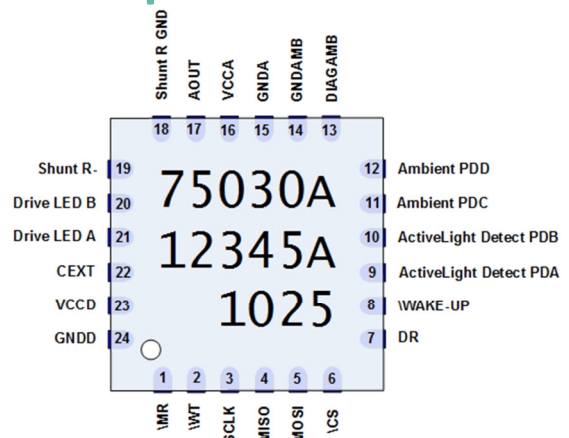 Shunt R GND
AOUT
VCCA
GNDA
GNDAMB
DIAGAMB
18 17 16 15 14 13
Shunt R- 19
Drive LED B 20
Drive LED A 21
CEXT 22
VCCD 23
GNDD 24
75030A
12345A
1025
12 Ambient PDD
11 Ambient PDC
10 ActiveLight Detect PDB
9 ActiveLight Detect PDA
8 \WAKE-UP
7 DR
1 2 3 4 5 6
\MR
\WT
SCLK
MISO
MOSI
\CS